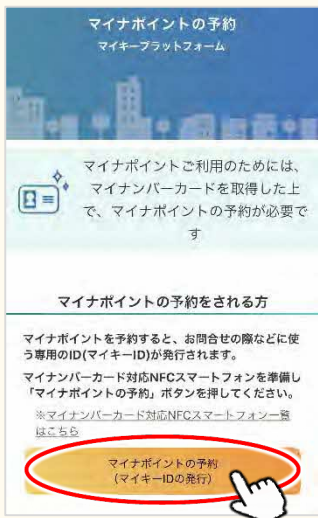 マイナポイントの予約
マイキープラットフォーム
マイナポイントご利用のためには、
マイナンバーカードを取得した上
で、マイナポイントの予約が必要で
す
マイナポイントの予約をされる方
マイナポイントを予約すると、お問合せの際などに使
う専用のID(マイキーID)が発行されます。
マイナンバーカード対応NFCスマートフォンを準備し
「マイナポイントの予約」ボタンを押してください。
※マイナンバーカード対応NFCスマートフォン一覧
はこちら
マイナポイントの予約
(マイキーIDの発行)